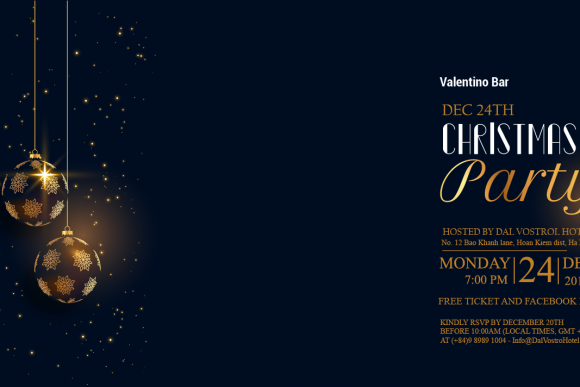 Valentino Bar
DEC 24TH
CHRISTMAS
Party
HOSTED BY DAL VOSTROL HOT
No. 12 Bao Khanh lane, Hoan Kiem dist, Ha
MONDAY 24 DE
7:00 PM 201
FREE TICKET AND FACEBOOK
KINDLY RSVP BY DECEMBER 20TH
BEFORE 10:00AM (LOCAL TIMES, GMT +
AT (+84)9 8989 1004 - Info@DalVostroHotel